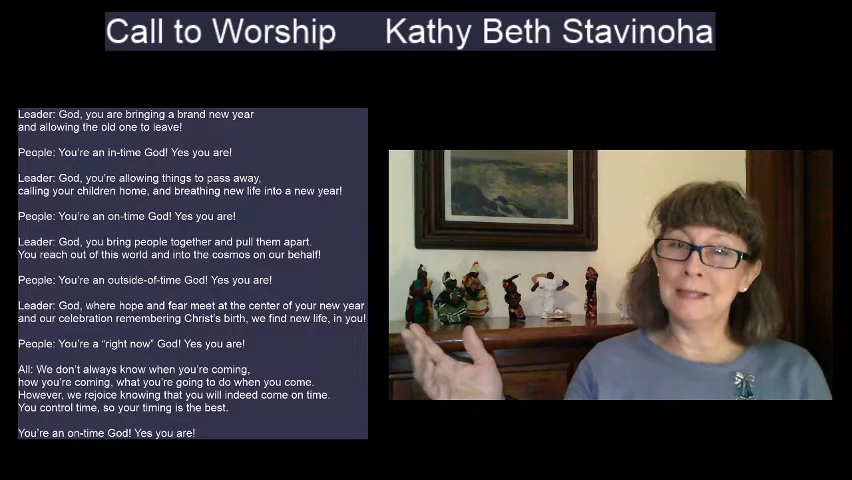 Call to Worship Kathy Beth Stavinoha
Leader: God, you are bringing a brand new year
and allowing the old one to leave!
People: You're an in-time God! Yes you are!
Leader: God, you're allowing things to pass away,
calling your children home, and breathing new life into a new year!
People: You're an on-time God! Yes you are!
Leader: God, you bring people together and pull them apart.
You reach out of this world and into the cosmos on our behalf!
People: You're an outside-of-time God! Yes you are!
Leader: God, where hope and fear meet at the center of your new year
and our celebration remembering Christ's birth, we find new life, in you!
People: You're a “right now” God! Yes you are!
All: We don't always know when you're coming,
how you're coming, what you're going to do when you come.
However, we rejoice knowing that you will indeed come on time.
You control time, so your timing is the best.
You're an on-time God! Yes you are!